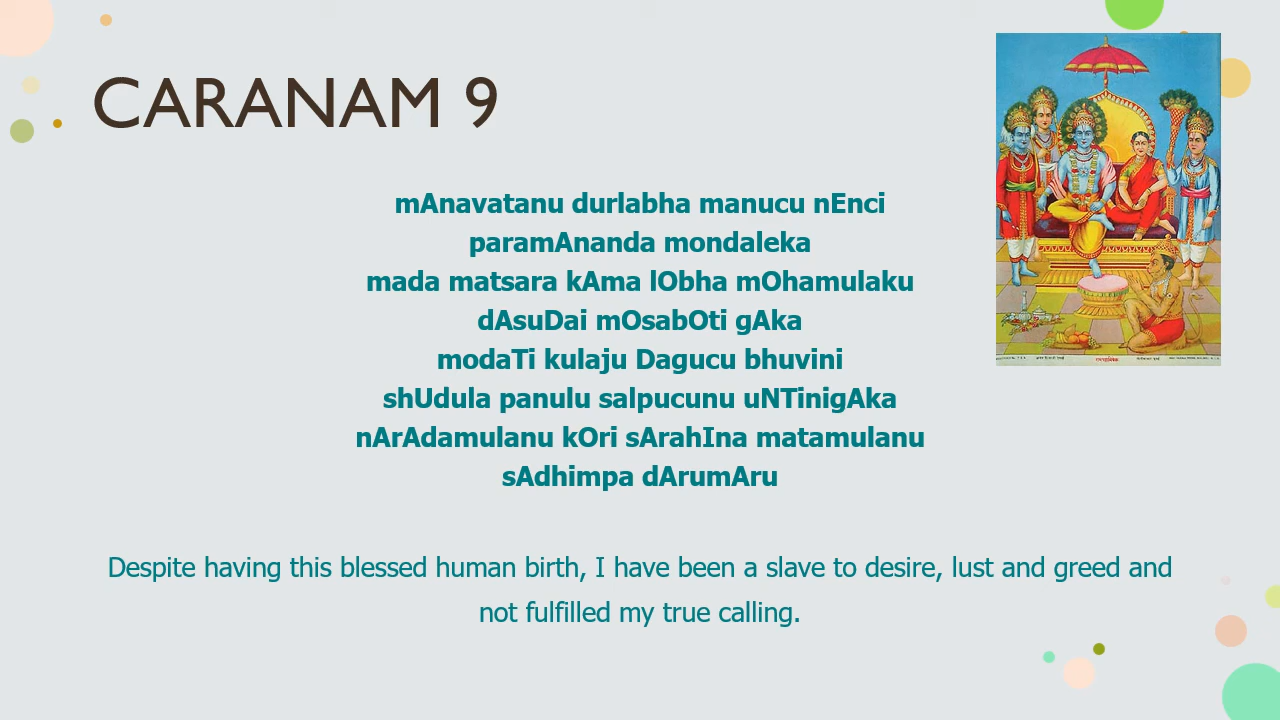 CARANAM 9
mAnavatanu durlabha manucu nEnci
paramAnanda mondaleka
mada matsara kAma lObha mOhamulaku
dAsuDai mOsabOti gAka
modaTi kulaju Dagucu bhuvini
shUdula panulu salpucunu uNTinigAka
nArAdamulanu kOri sArahIna matamulanu
sAdhimpa dArumAru
Despite having this blessed human birth, I have been a slave to desire, lust and greed and
not fulfilled my true calling.